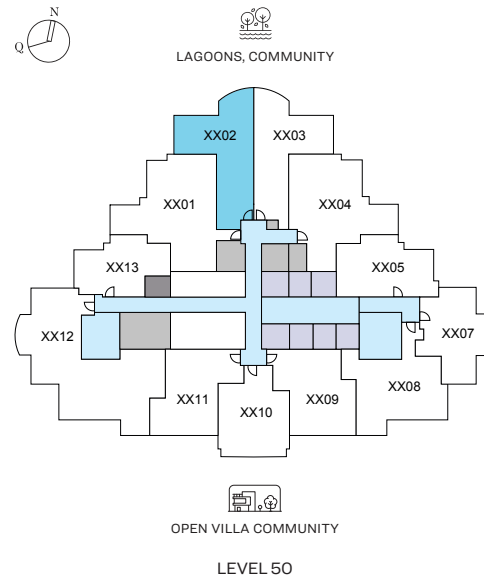 N
Q
LAGOONS, COMMUNITY
XX02
XX03
XX01
XX04
XX13
XX05
XX12
XX07
XX08
XX11
XX10
XX09
OPEN VILLA COMMUNITY
LEVEL 50